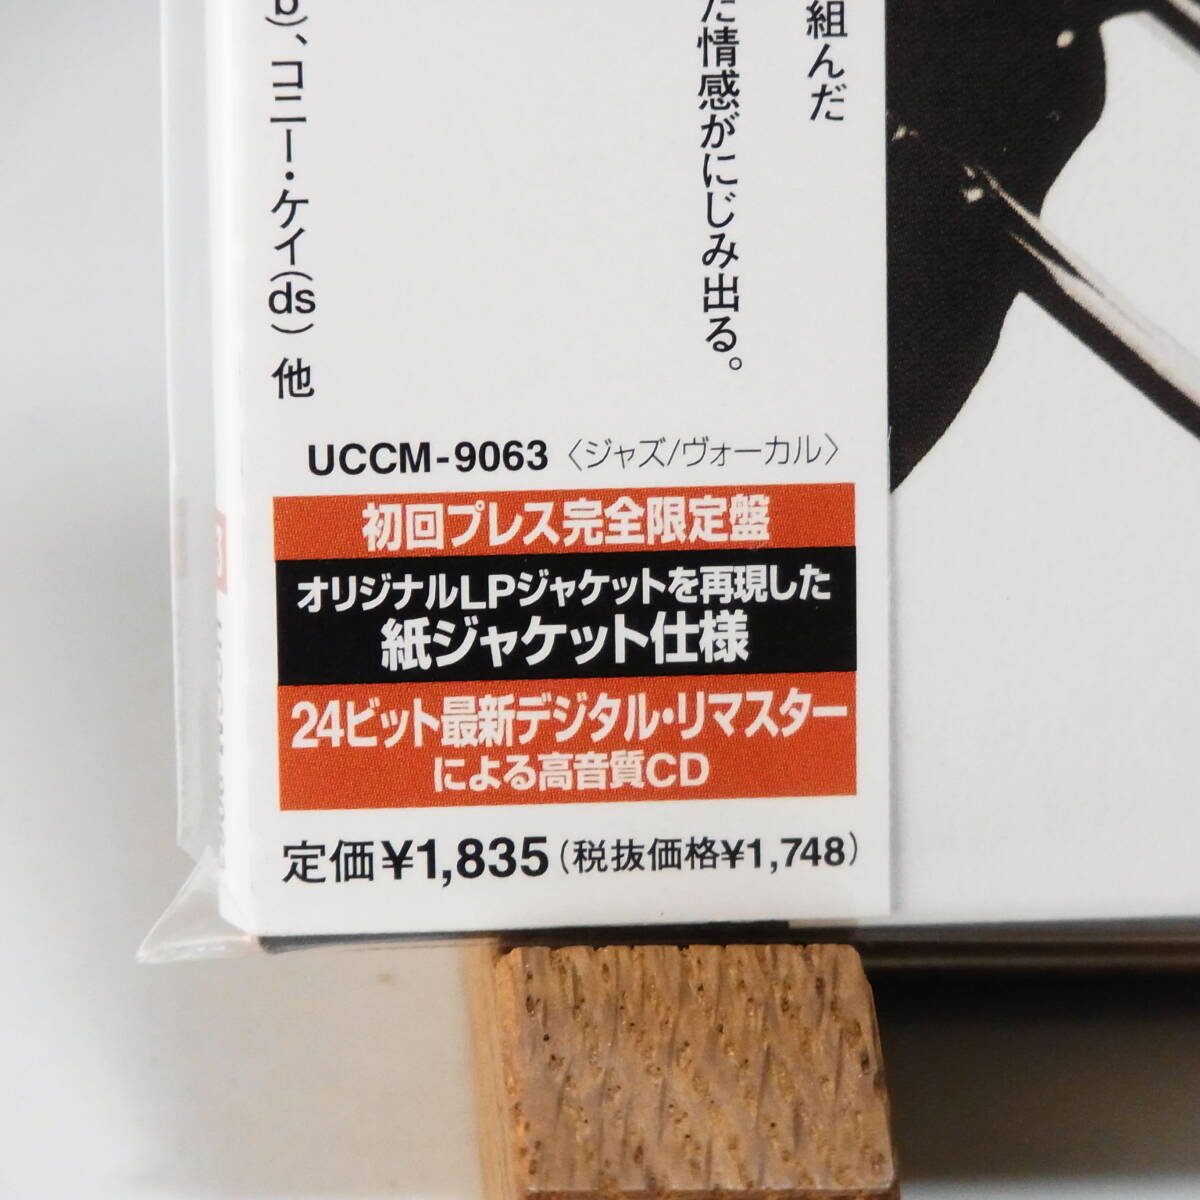 組んだ
た情感がにじみ出る。
b)、コニー・ケイ(ds) 他
UCCM-9063 〈ジャズ/ヴォーカル〉
初回プレス完全限定盤
オリジナルLPジャケットを再現した
紙ジャケット仕様
24ビット最新デジタル・リマスター
による高音質CD
定価¥1,835(税抜価格¥1,748)